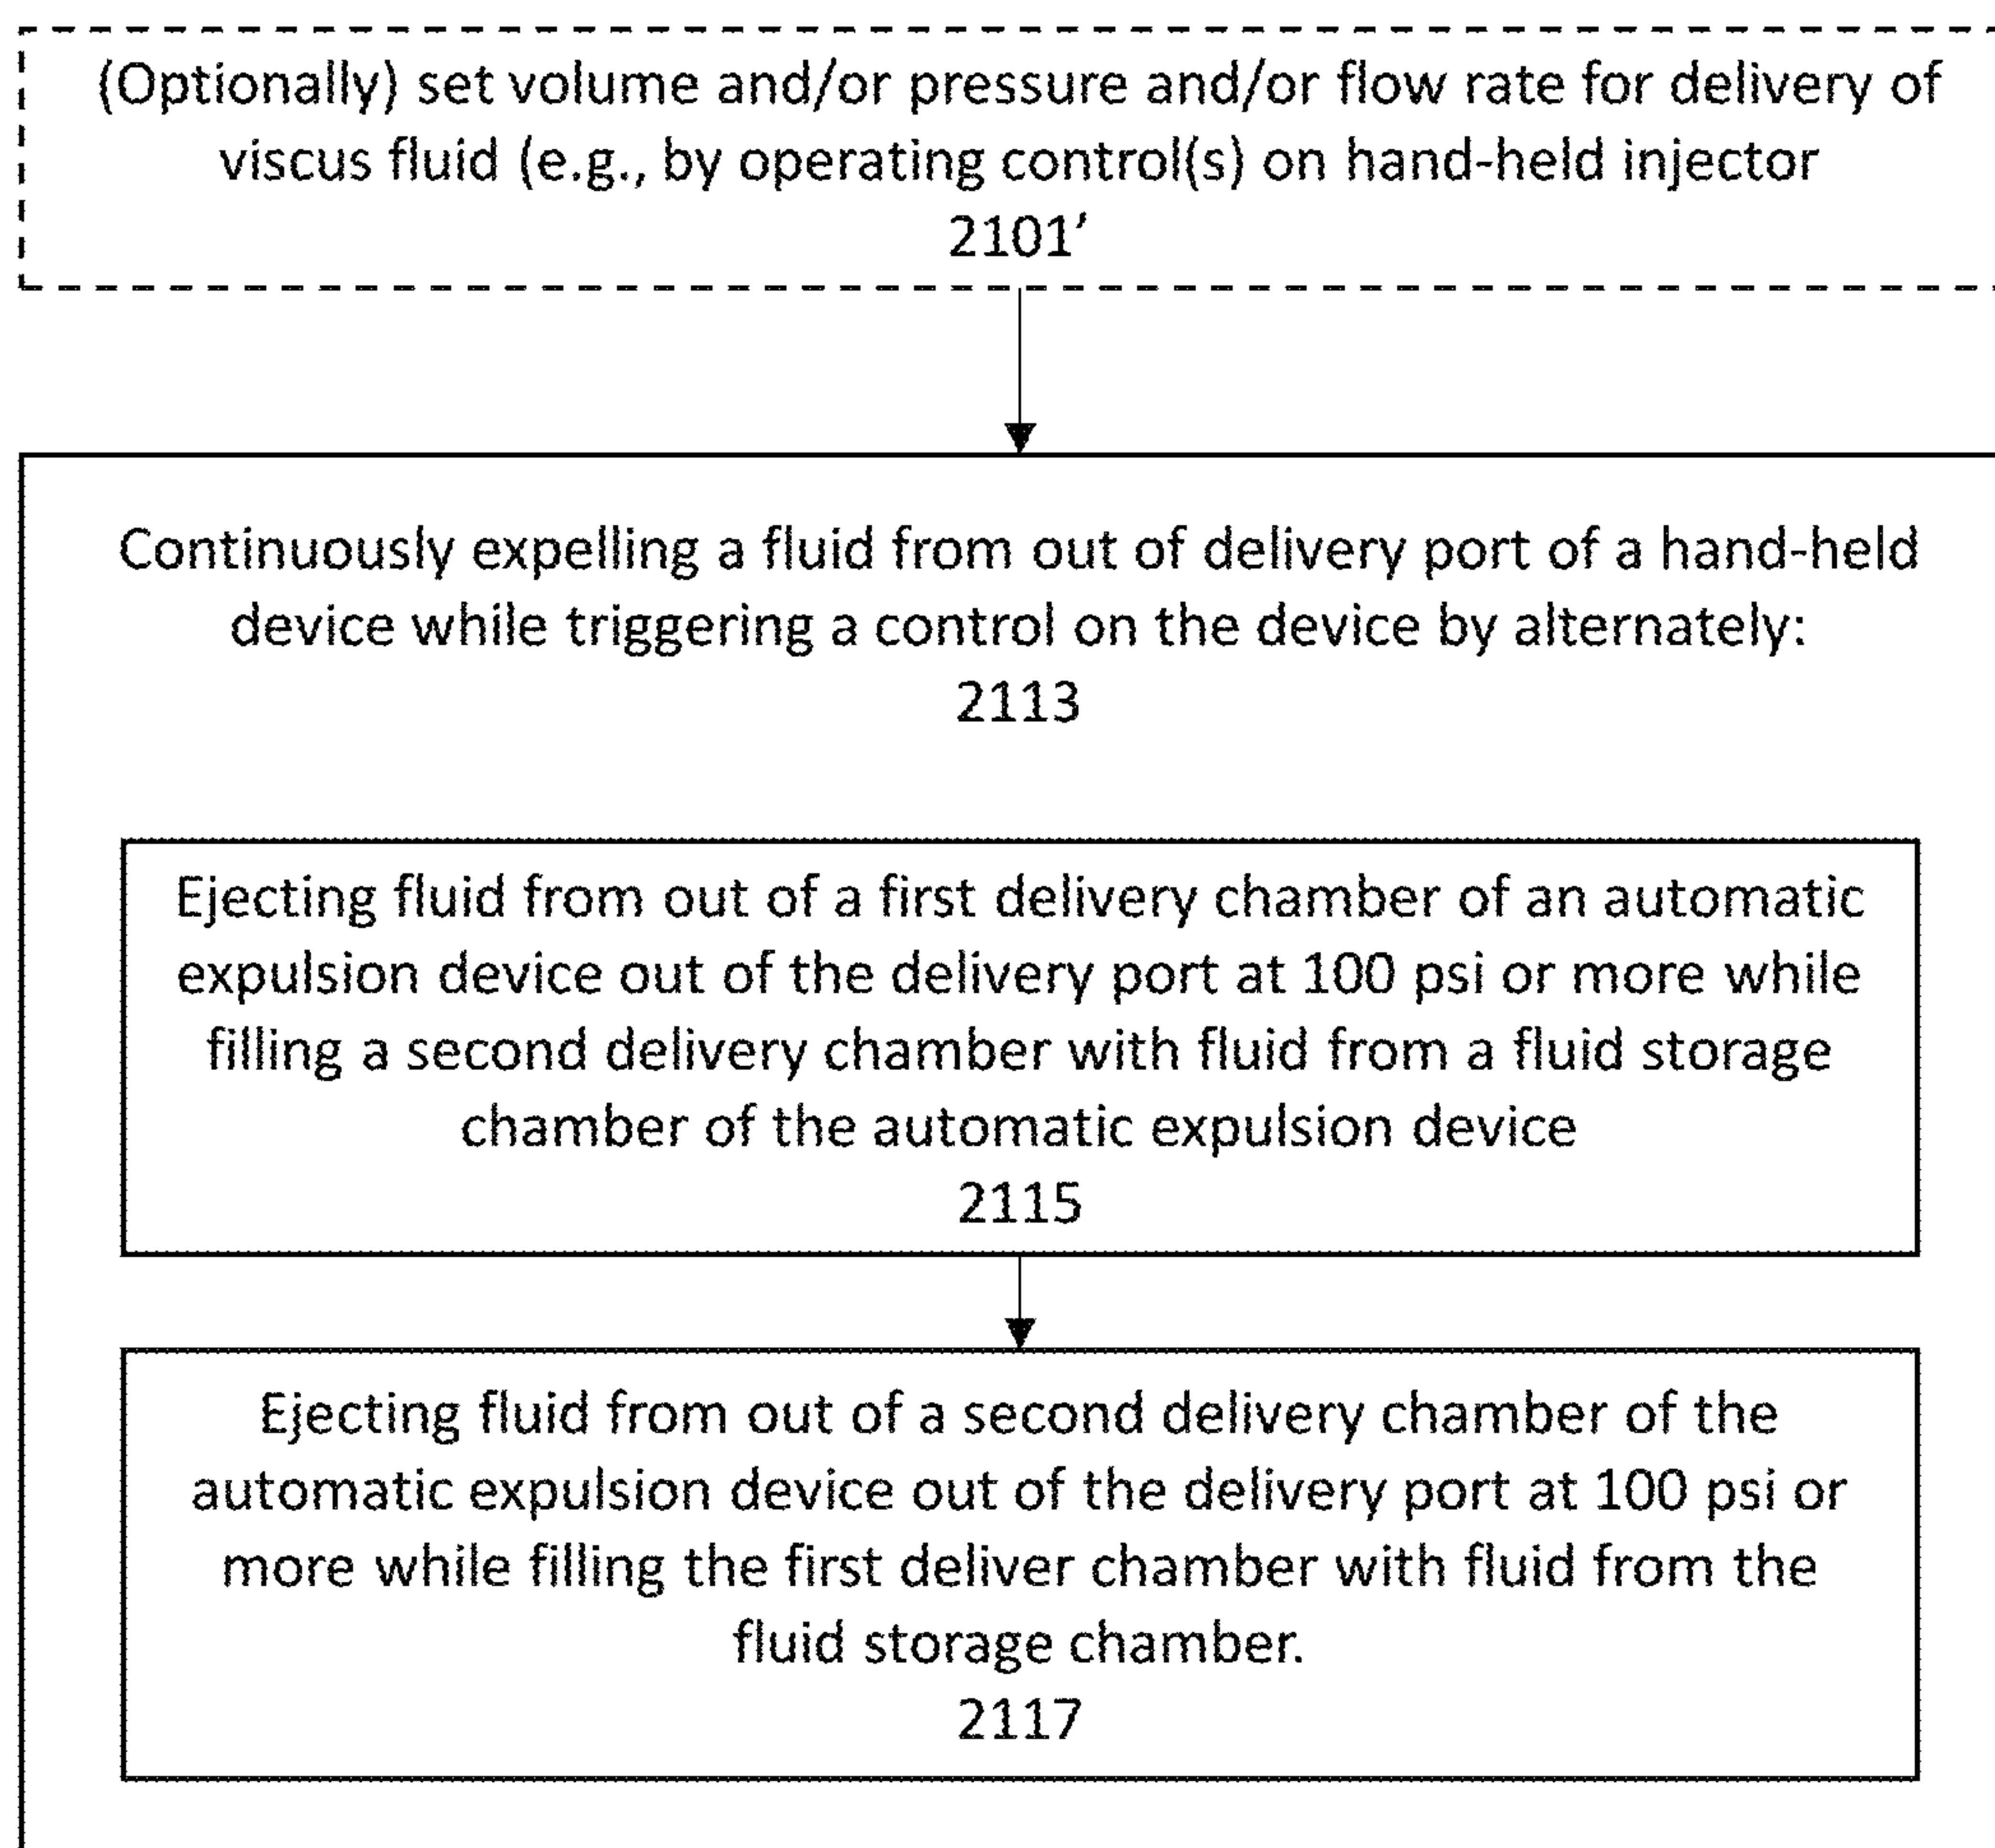 (Optionally) set volume and/or pressure and/or flow rate for delivery of
viscus fluid (e.g., by operating control(s) on hand-held injector
2101’
Continuously expelling a fluid from out of delivery port of a hand-held
device while triggering a control on the device by alternately:
2113
Ejecting fluid from out of a first delivery chamber of an automatic
expulsion device out of the delivery port at 100 psi or more while
filling a second delivery chamber with fluid from a fluid storage
chamber of the automatic expulsion device
2115
Ejecting fluid from out of a second delivery chamber of the
automatic expulsion device out of the delivery port at 100 psi or
more while filling the first deliver chamber with fluid from the
fluid storage chamber.
2117